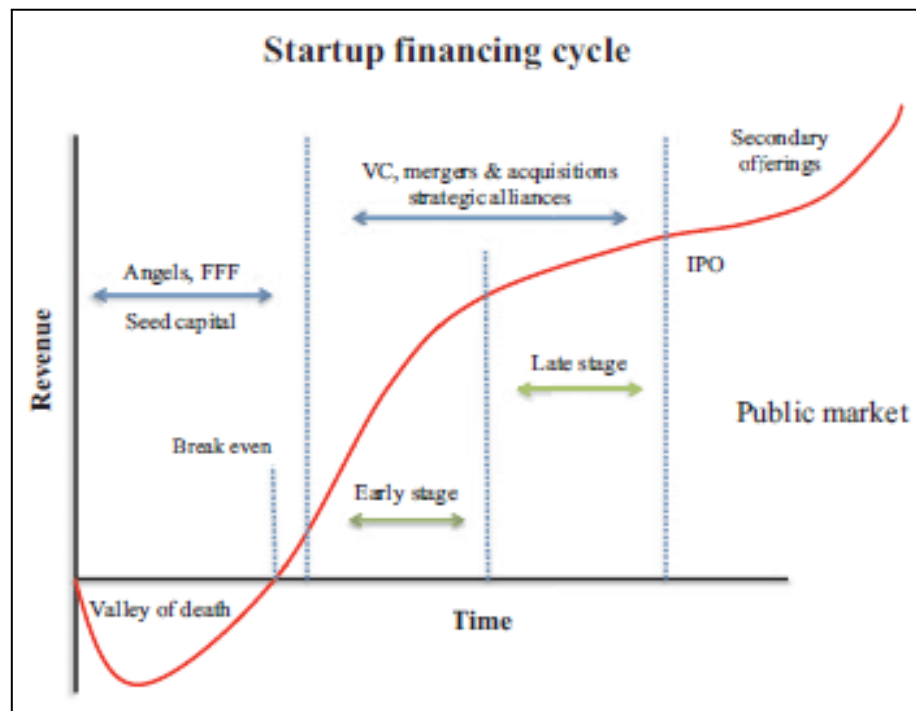 Startup financing cycle
Secondary
offerings
VC, mergers & acquisitions
strategic alliances
IPO
Angels, FFF
Seed capital
Revenue
Late stage
Public market
Break even
Early stage
Valley of death
Time